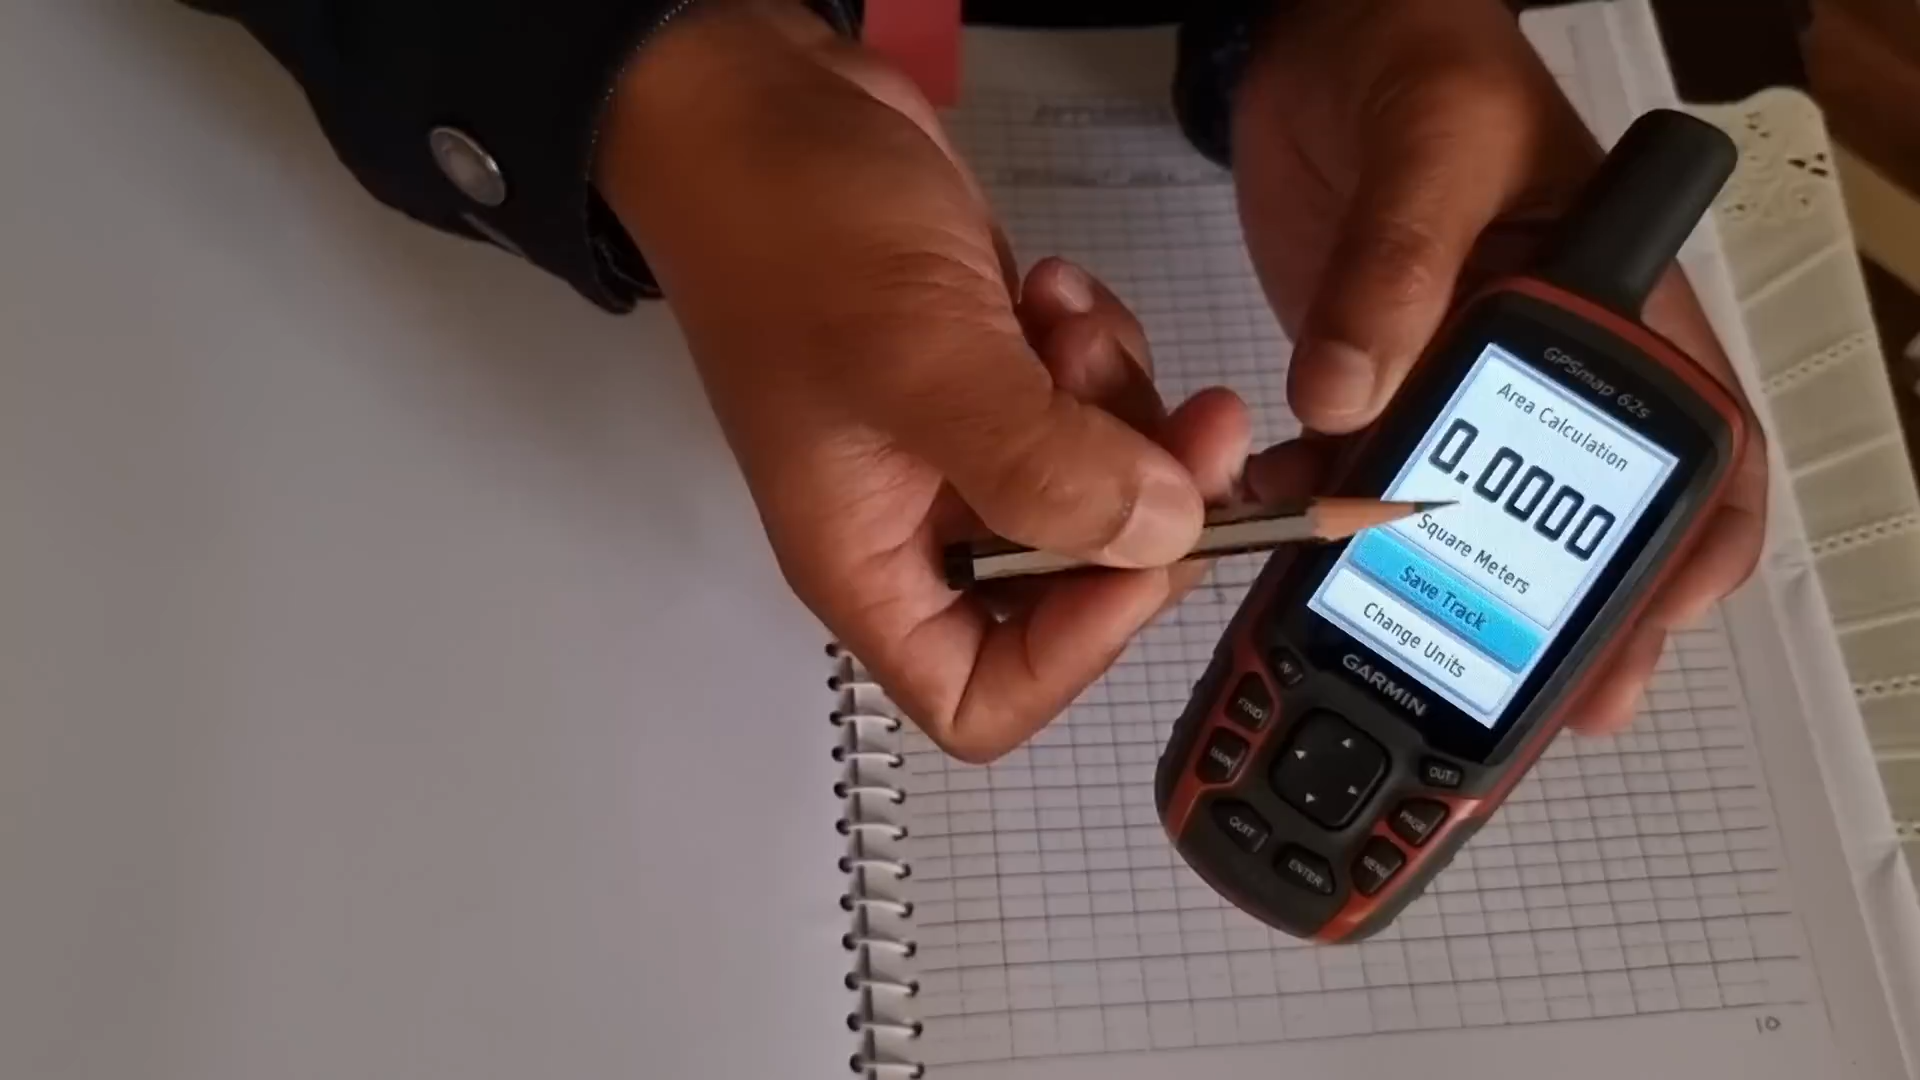 GPSmap 62s
Area Calculation
0.0000
Square Meters
Save Track
Change Units
GARMIN
IN
FIND
MARK
OUT
PAGE
QUIT
MENU
ENTER
10